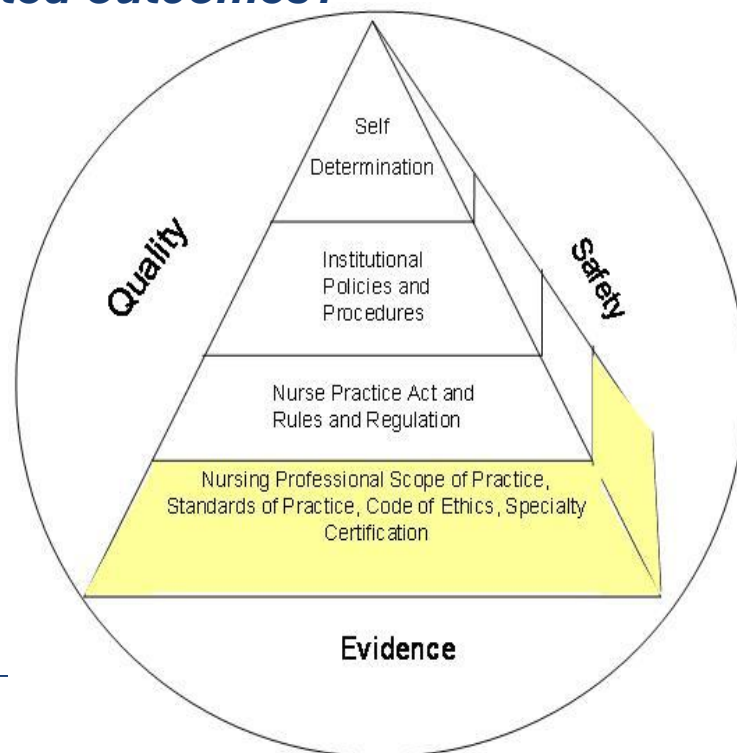 outcomes?
Self
Determination
Quality
Safety
Institutional
Policies and
Procedures
Nurse Practice Act and
Rules and Regulation
Nursing Professional Scope of Practice,
Standards of Practice, Code of Ethics, Specialty
Certification
Evidence